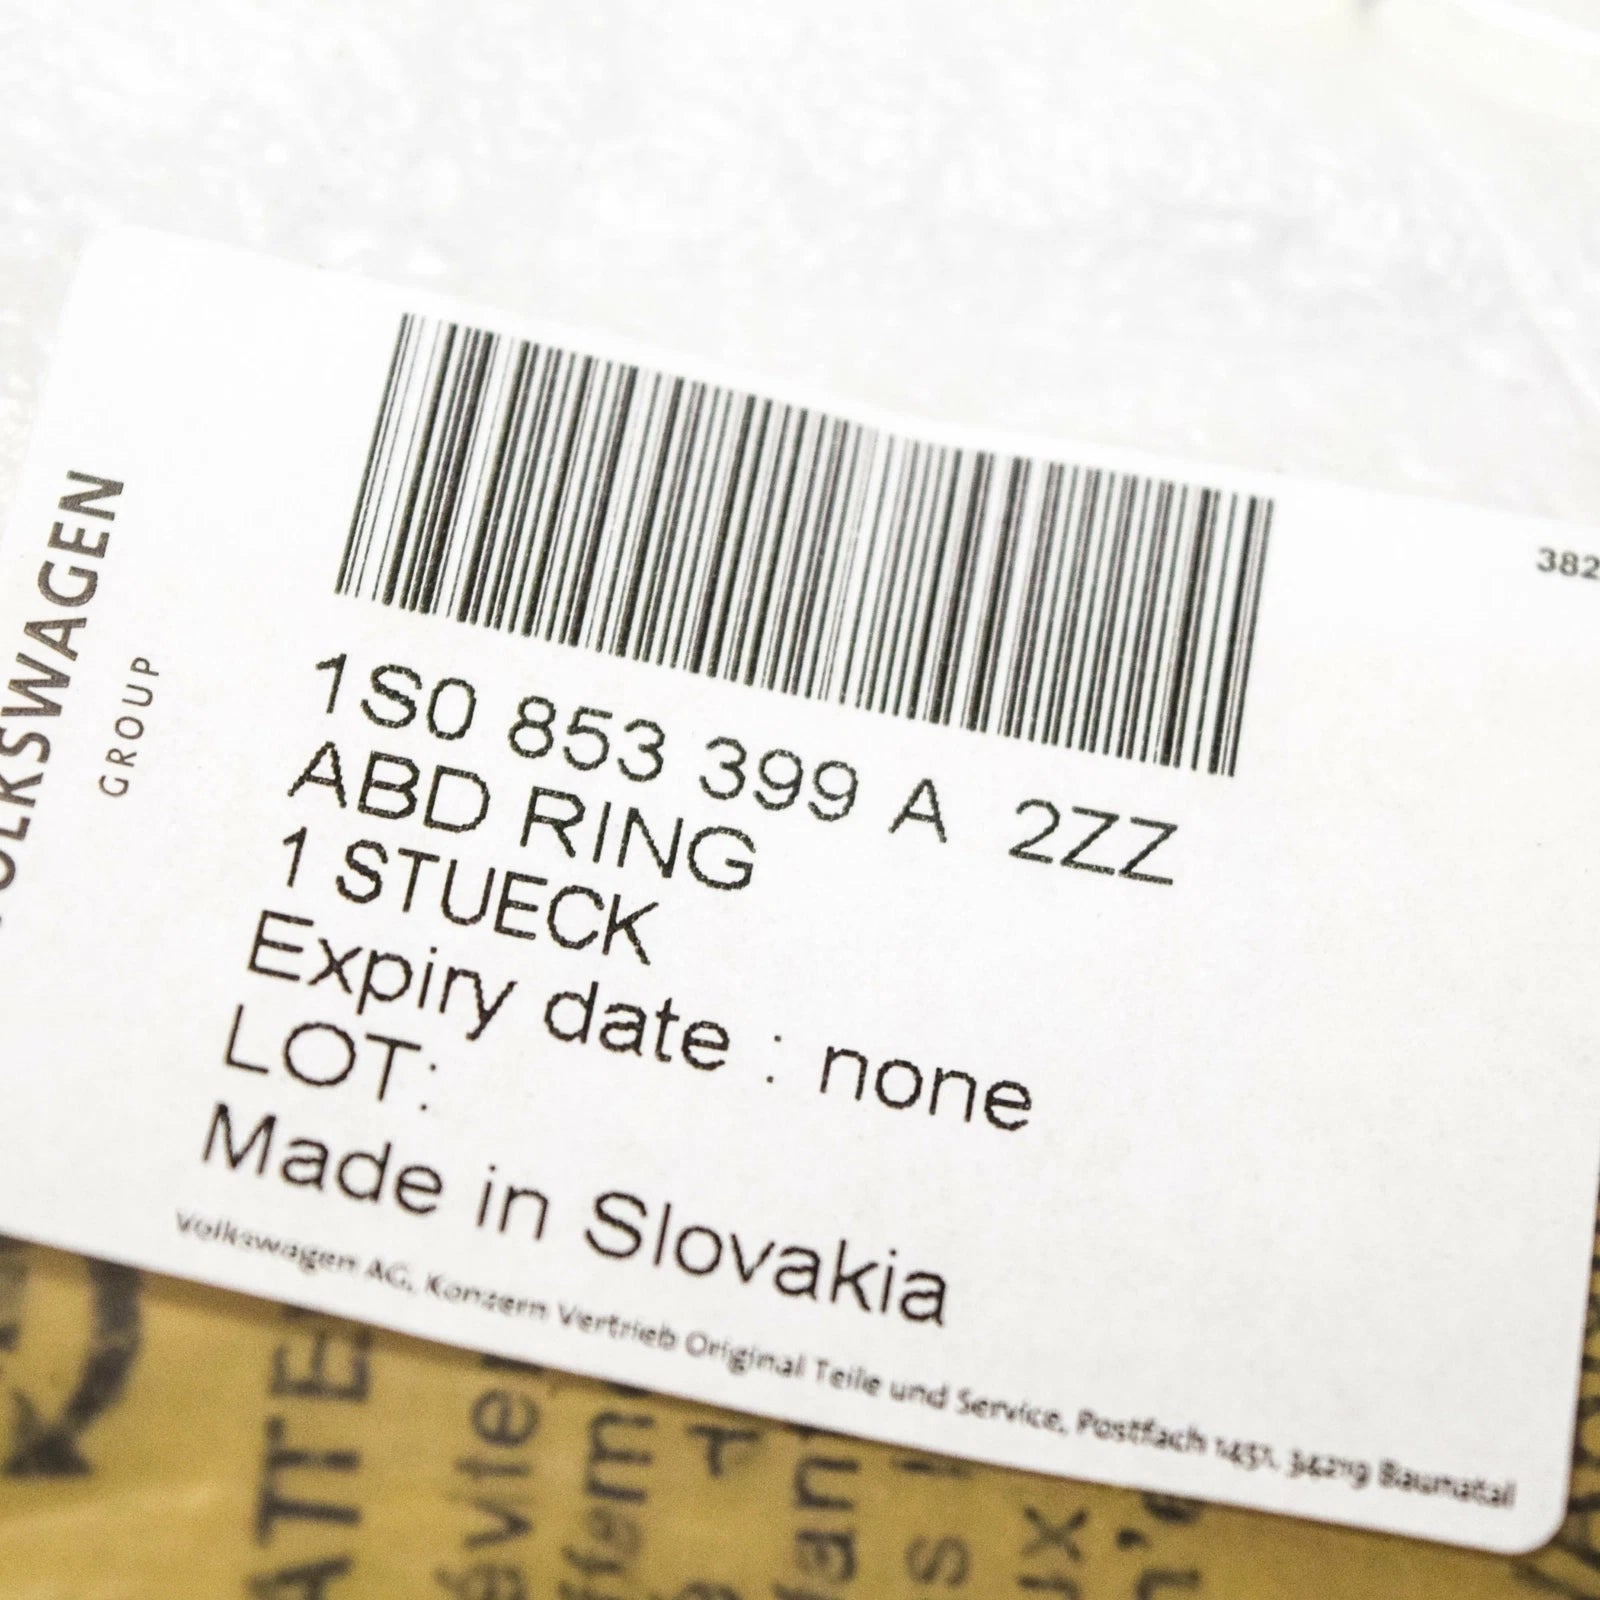 VOLKSWAGEN
GROUP
382
1S0 853 399 A 2ZZ
ABD RING
1 STUECK
Expiry date : none
LOT:
Made in Slovakia
Volkswagen AG, Konzern Vertrieb Original Teile und Service, Postfach 1451, 34219 Baunatal